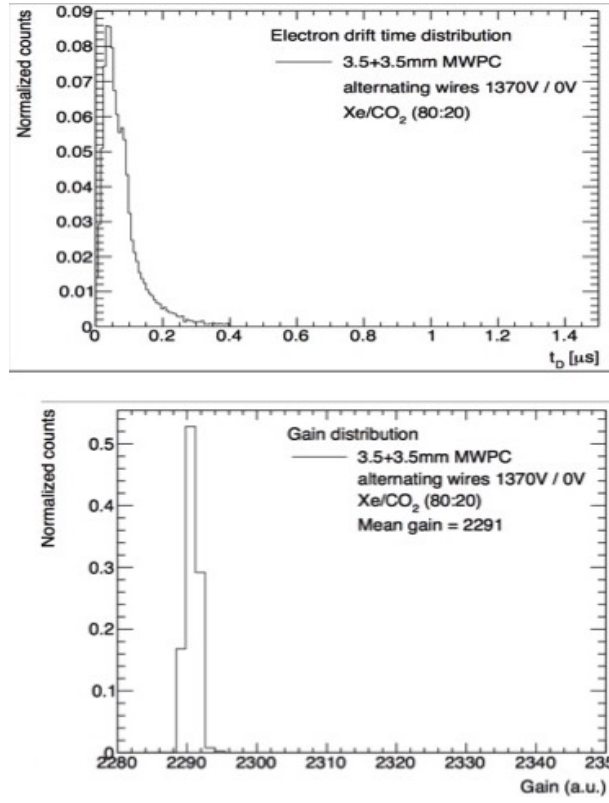 Normalized counts
0.09
0.08
0.07
0.06
0.05
0.04
0.03
0.02
0.01
0
Electron drift time distribution
3.5+3.5mm MWPC
alternating wires 1370V / 0V
Xe/CO₂ (80:20)
0 0.2 0.4 0.6 0.8 1 1.2 1.4
t_D [μs]
Normalized counts
0.5
0.4
0.3
0.2
0.1
0
Gain distribution
3.5+3.5mm MWPC
alternating wires 1370V / 0V
Xe/CO₂ (80:20)
Mean gain = 2291
2280 2290 2300 2310 2320 2330 2340 235
Gain (a.u.)